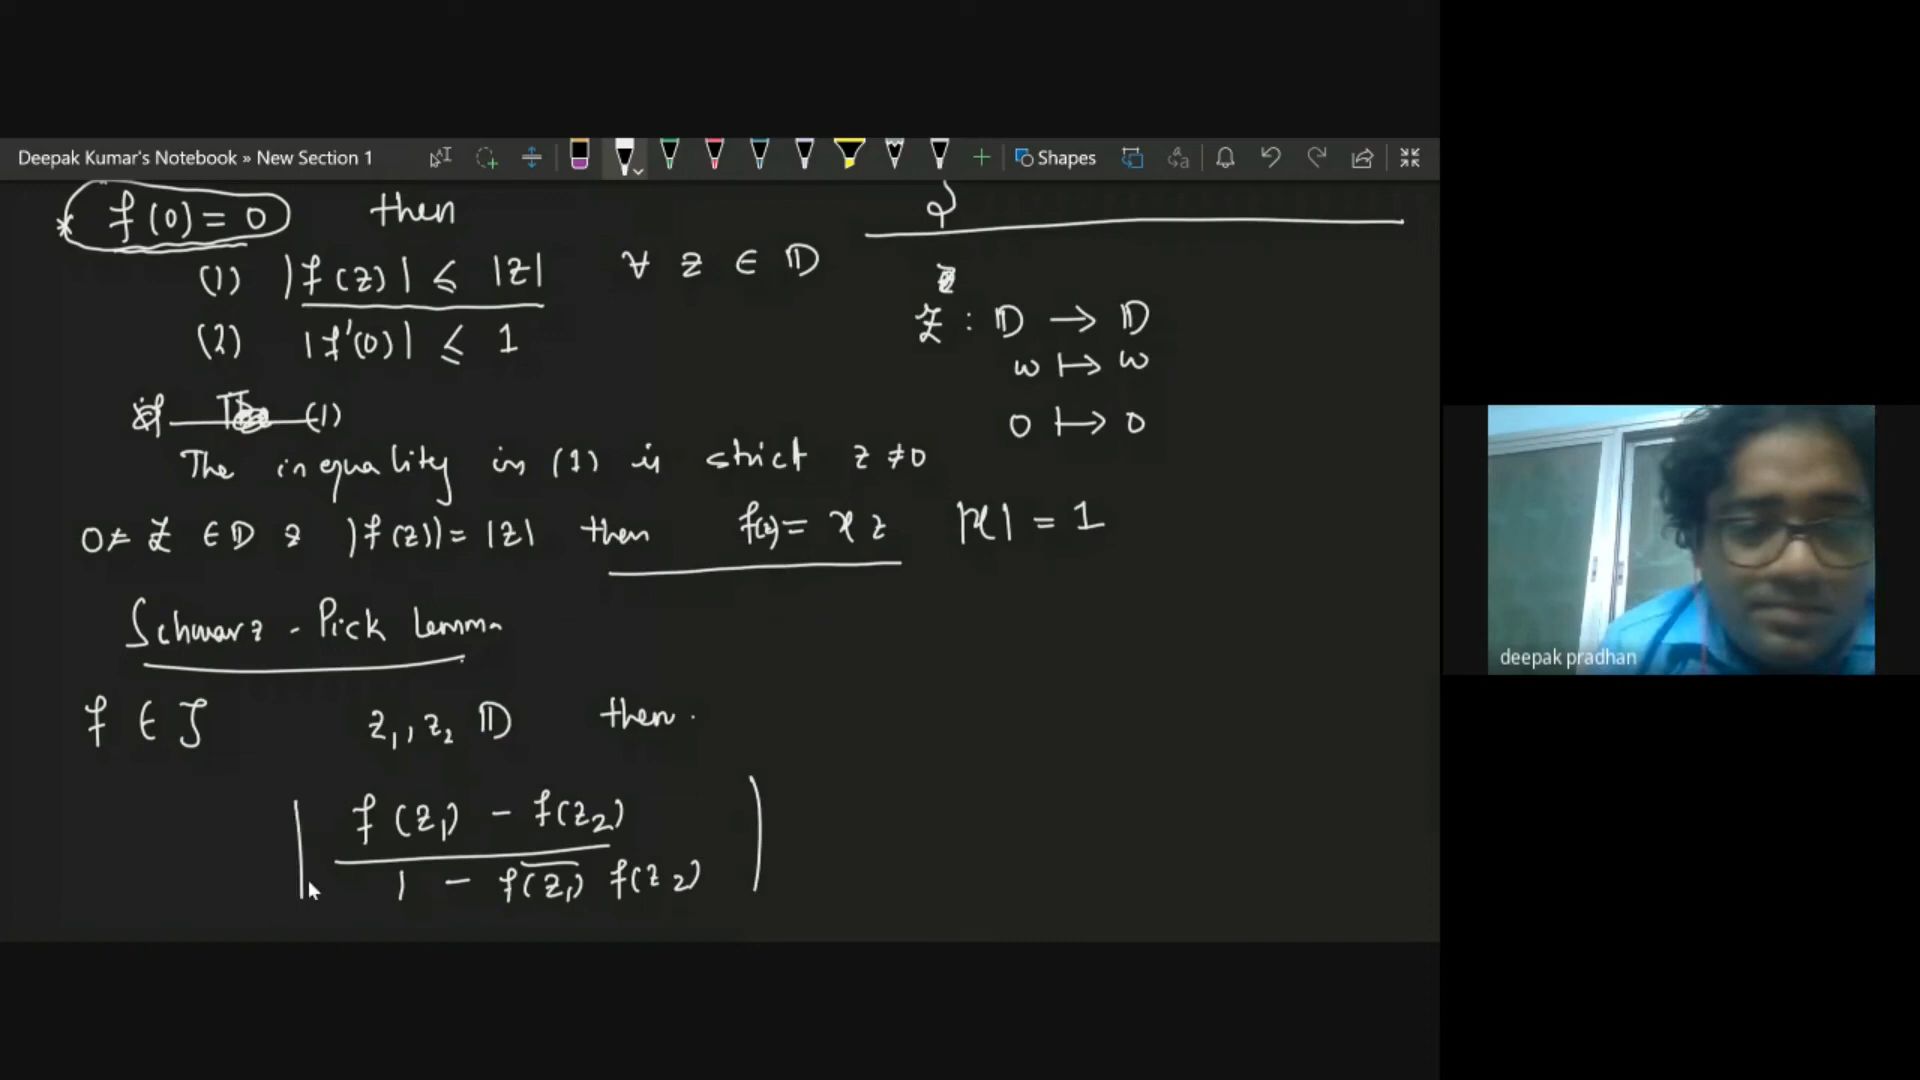 Deepak Kumar's Notebook » New Section 1
Shapes
* f(0) = 0 then
(1) |f(z)| ≤ |z| ∀ z ∈ 𝔻
(2) |f'(0)| ≤ 1
(1)
The inequality in (1) is strict z ≠ 0
0 ≠ z ∈ 𝔻 & |f(z)| = |z| then f(z) = x z |x| = 1
z : 𝔻 → 𝔻
w ↦ w
0 ↦ 0
Schwarz - Pick Lemma
f ∈ S z₁, z₂ 𝔻 then.
| f(z₁) - f(z₂)
1 - \overline{f(z₁)} f(z₂) |
deepak pradhan